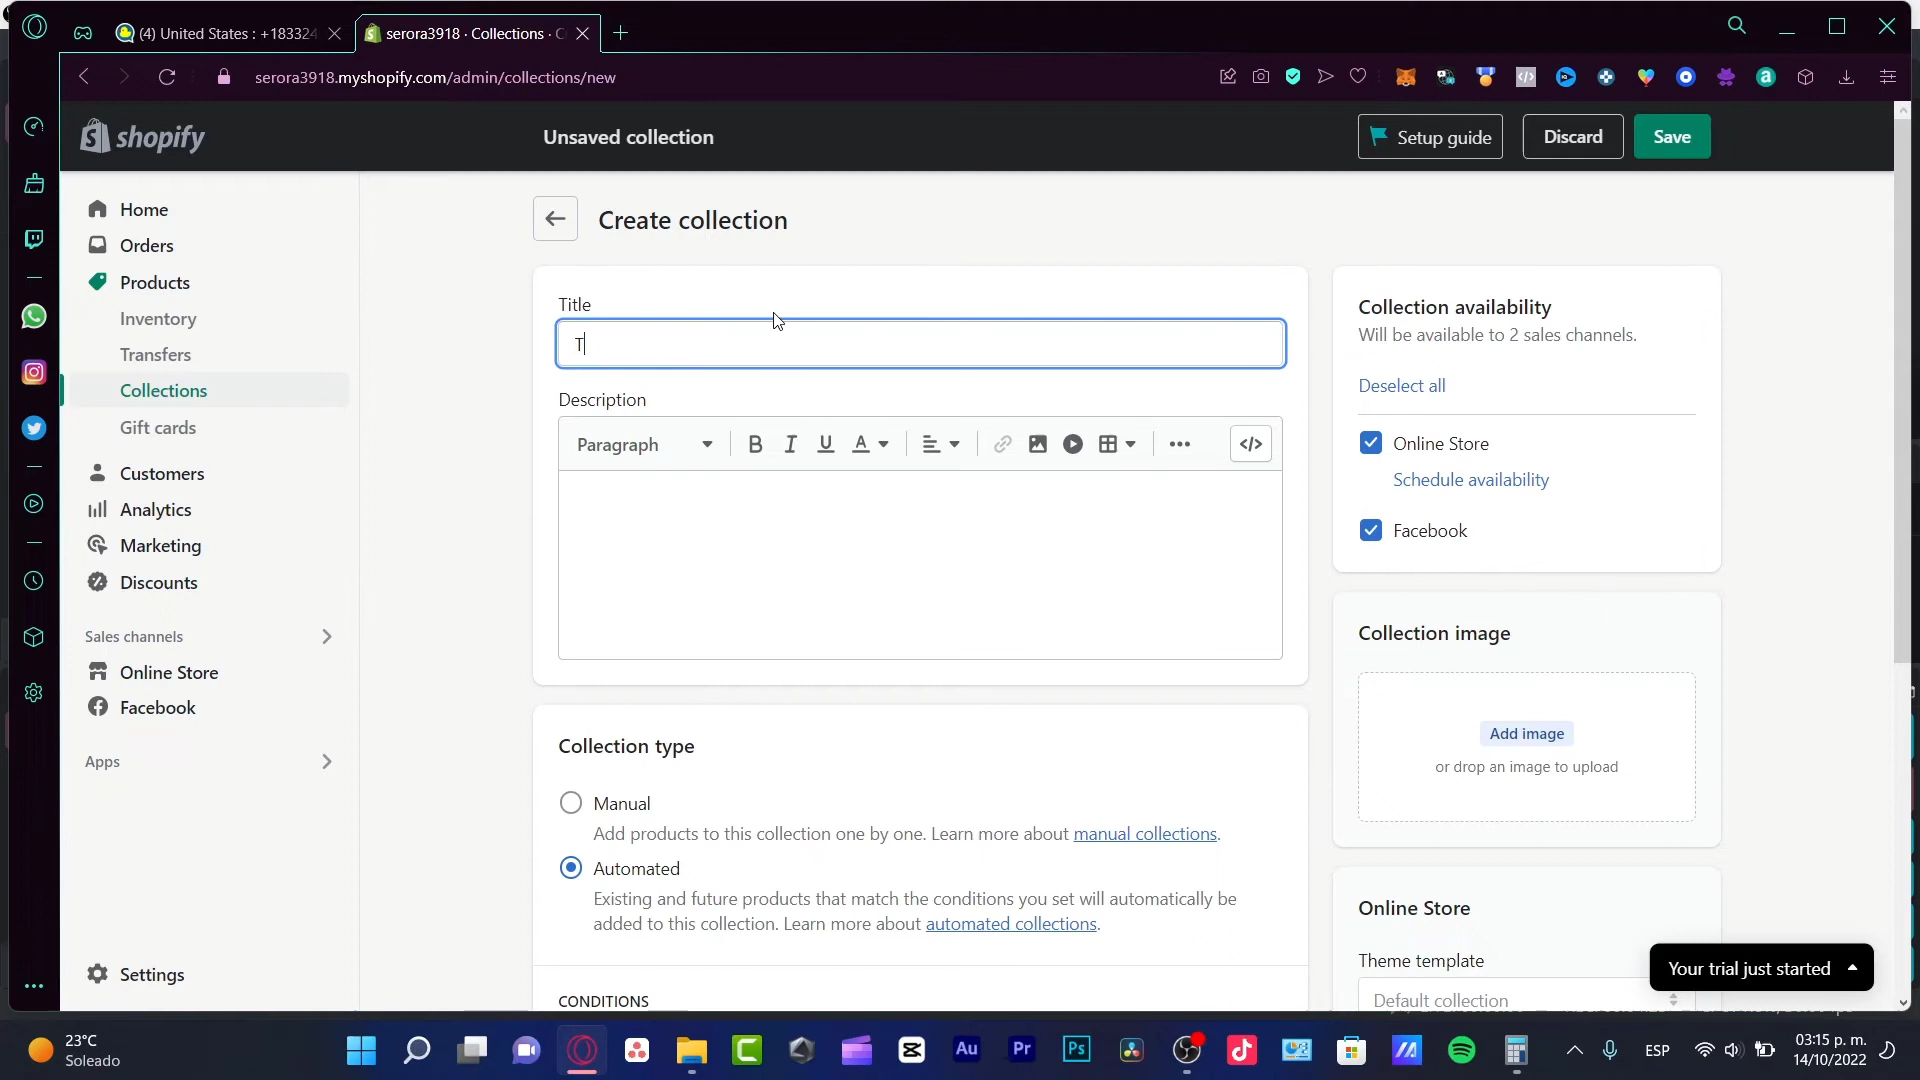 (4) United States : +183324
serora3918 · Collections · C
serora3918.myshopify.com/admin/collections/new
shopify
Unsaved collection
Setup guide
Discard
Save
Home
Orders
Products
Inventory
Transfers
Collections
Gift cards
Customers
Analytics
Marketing
Discounts
Sales channels
Online Store
Facebook
Apps
Settings
Create collection
Title
T
Description
Paragraph
B I U A
Collection type
Manual
Add products to this collection one by one. Learn more about manual collections.
Automated
Existing and future products that match the conditions you set will automatically be
added to this collection. Learn more about automated collections.
CONDITIONS
Collection availability
Will be available to 2 sales channels.
Deselect all
Online Store
Schedule availability
Facebook
Collection image
Add image
or drop an image to upload
Online Store
Theme template
Default collection
Your trial just started
23°C
Soleado
Au
Pr
Ps
ESP
03:15 p. m.
14/10/2022